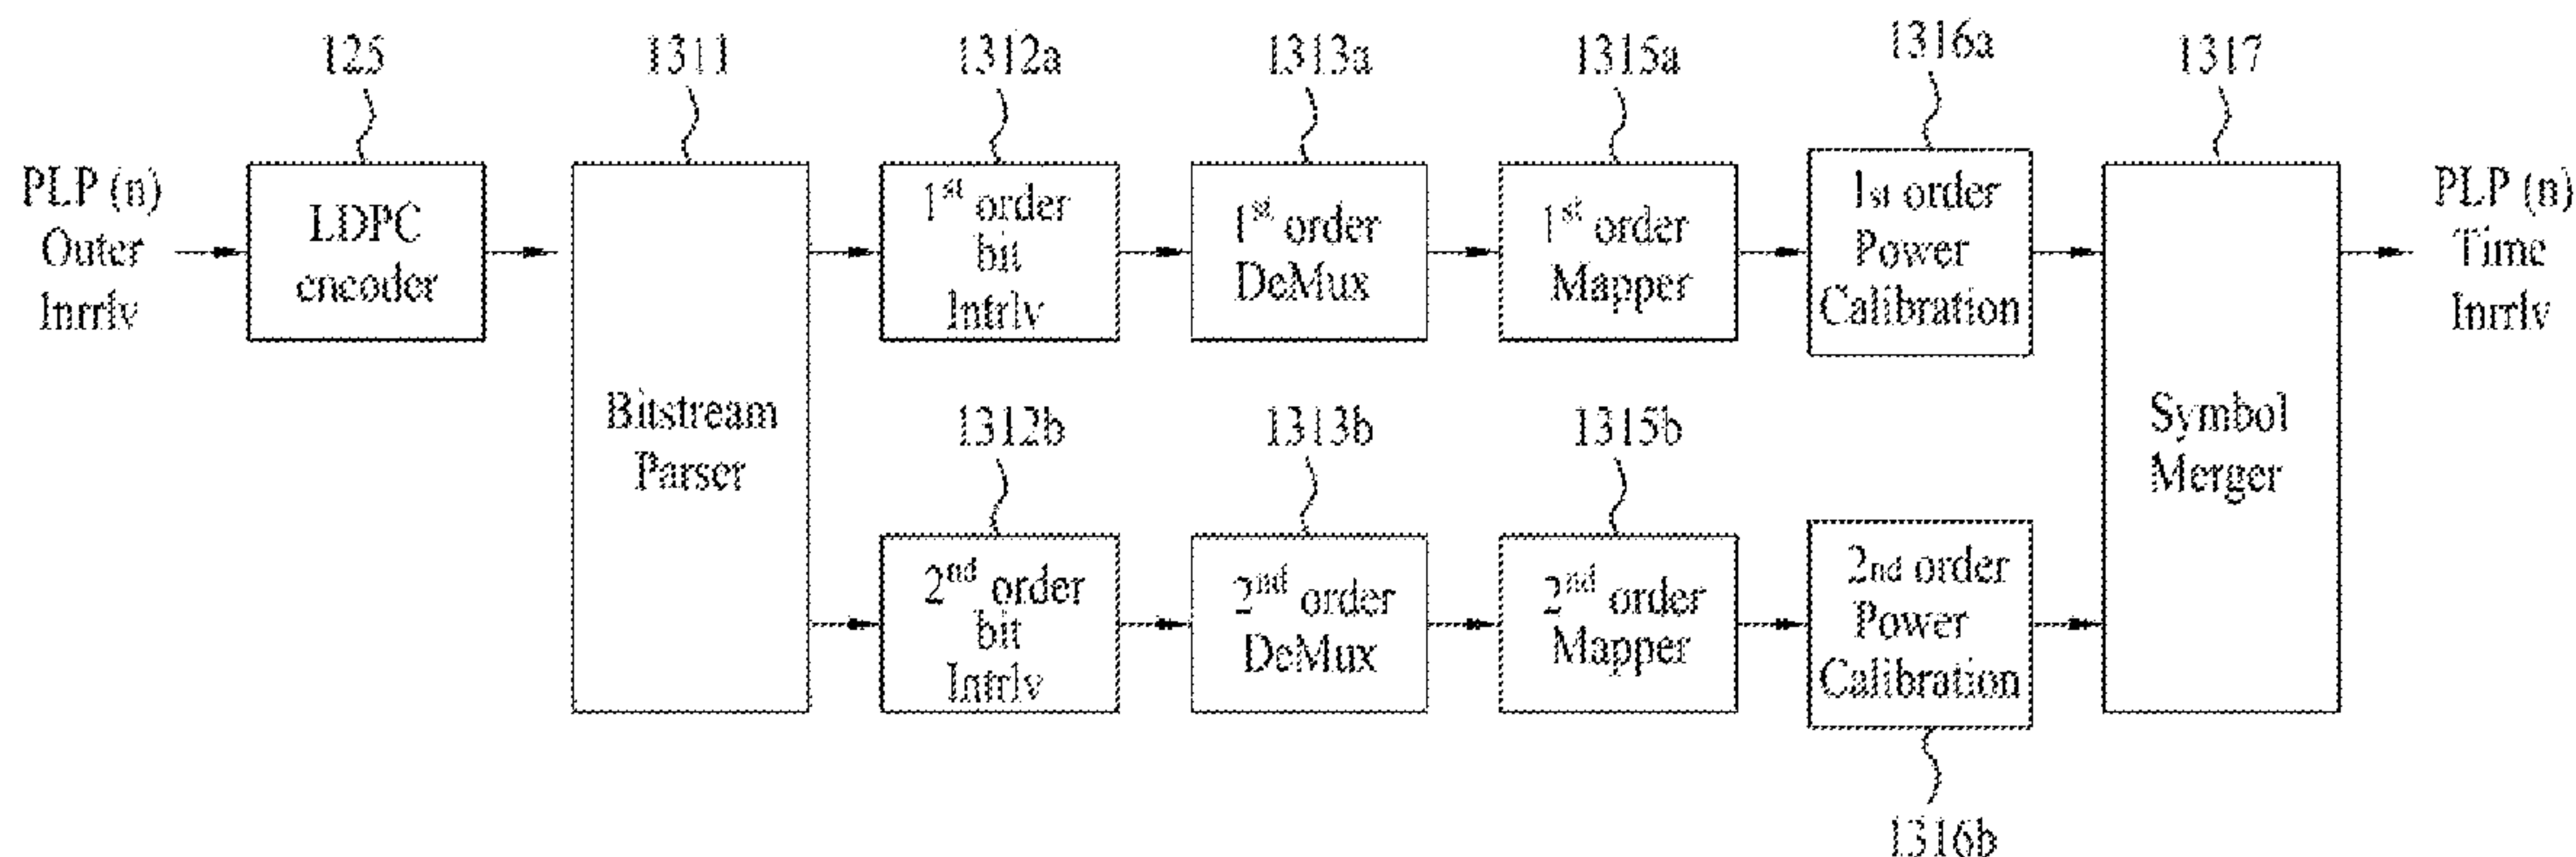 125
1311
1312a
1313a
1315a
1316a
1317
PLP (n)
Outer
Inrrlv
LDPC
encoder
Bitstream
Parser
1st order
bit
Intrlv
1st order
DeMux
1st order
Mapper
1st order
Power
Calibration
Symbol
Merger
PLP (n)
Time
Inrrlv
1312b
1313b
1315b
2nd order
bit
Intrlv
2nd order
DeMux
2nd order
Mapper
2nd order
Power
Calibration
1316b